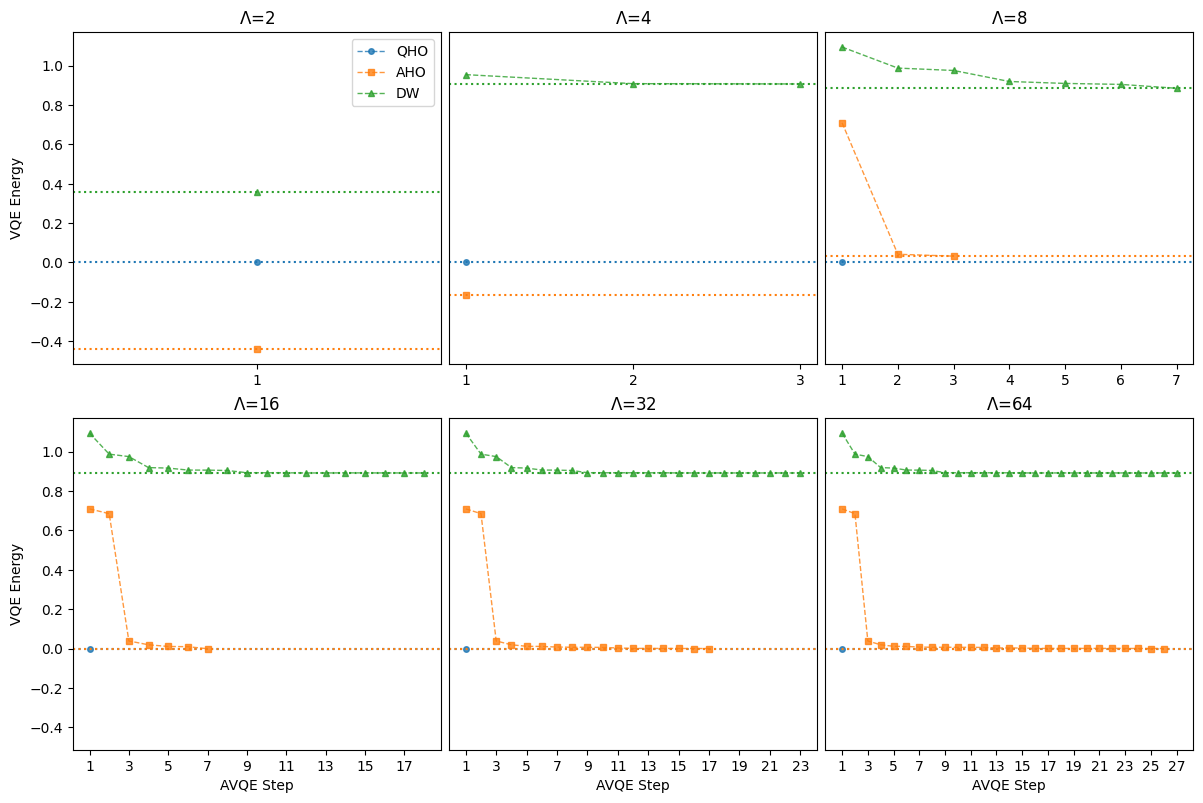 Λ=2
Λ=4
Λ=8
QHO
AHO
DW
VQE Energy
1.0
0.8
0.6
0.4
0.2
0.0
−0.2
−0.4
1
1 2 3
1 2 3 4 5 6 7
Λ=16
Λ=32
Λ=64
VQE Energy
1.0
0.8
0.6
0.4
0.2
0.0
−0.2
−0.4
1 3 5 7 9 11 13 15 17
1 3 5 7 9 11 13 15 17 19 21 23
1 3 5 7 9 11 13 15 17 19 21 23 25 27
AVQE Step
AVQE Step
AVQE Step